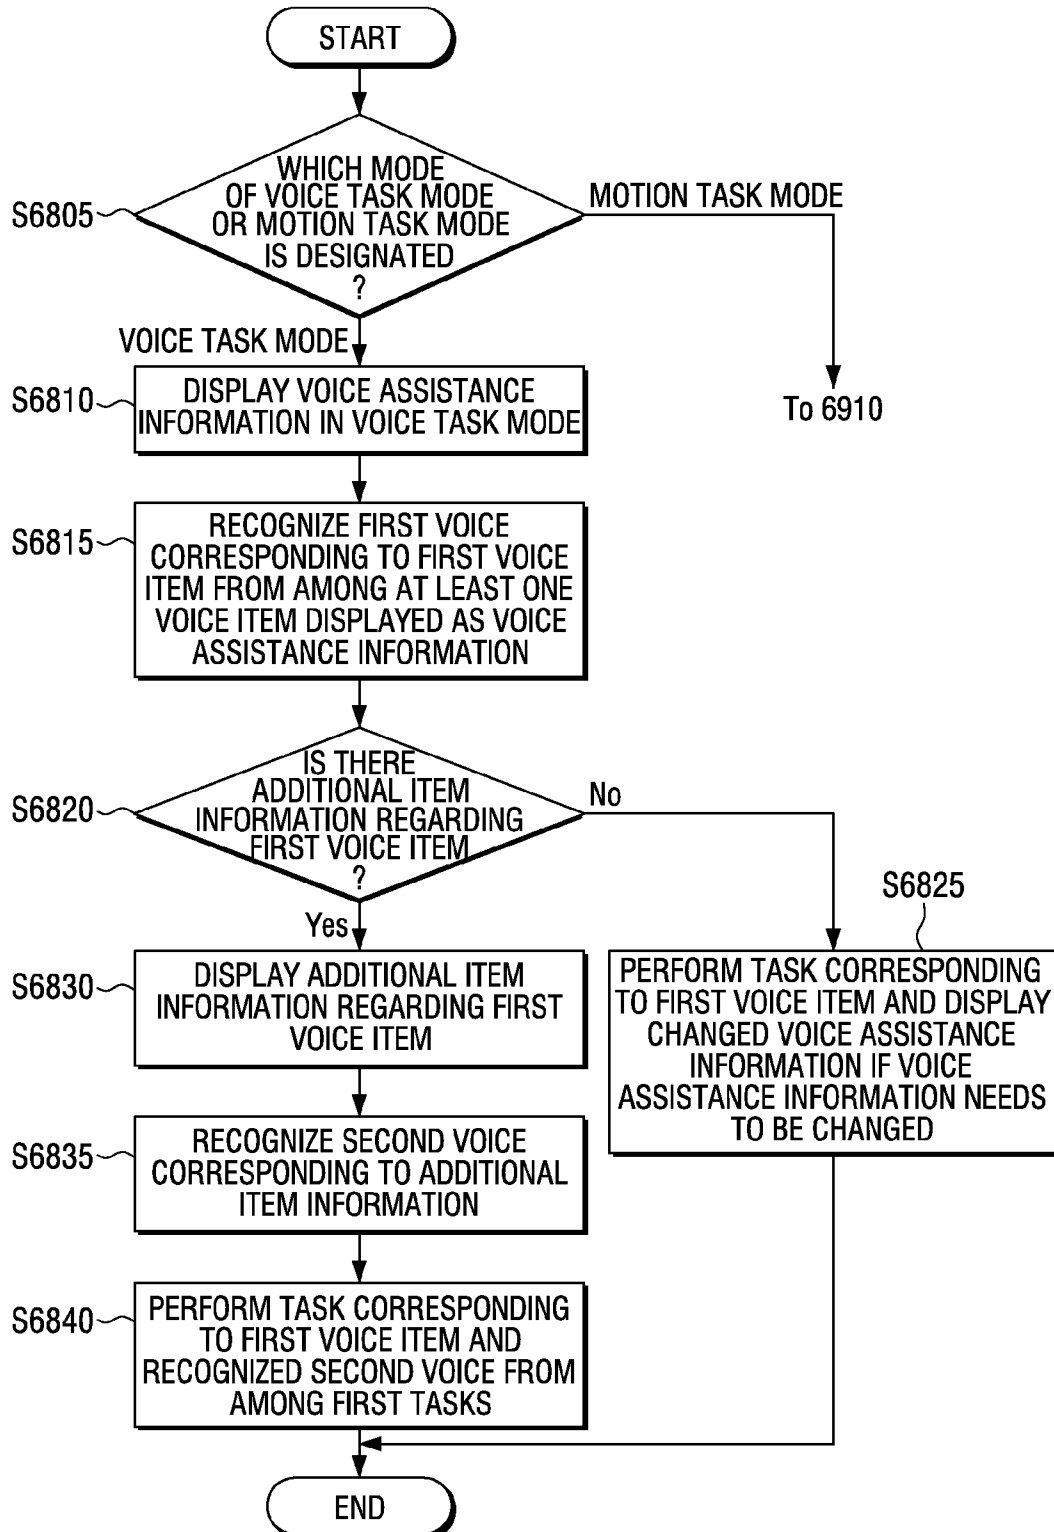 START
WHICH MODE
OF VOICE TASK MODE
OR MOTION TASK MODE
IS DESIGNATED
?
S6805
MOTION TASK MODE
To 6910
VOICE TASK MODE
S6810
DISPLAY VOICE ASSISTANCE
INFORMATION IN VOICE TASK MODE
S6815
RECOGNIZE FIRST VOICE
CORRESPONDING TO FIRST VOICE
ITEM FROM AMONG AT LEAST ONE
VOICE ITEM DISPLAYED AS VOICE
ASSISTANCE INFORMATION
S6820
IS THERE
ADDITIONAL ITEM
INFORMATION REGARDING
FIRST VOICE ITEM
?
No
S6825
PERFORM TASK CORRESPONDING
TO FIRST VOICE ITEM AND DISPLAY
CHANGED VOICE ASSISTANCE
INFORMATION IF VOICE
ASSISTANCE INFORMATION NEEDS
TO BE CHANGED
Yes
S6830
DISPLAY ADDITIONAL ITEM
INFORMATION REGARDING FIRST
VOICE ITEM
S6835
RECOGNIZE SECOND VOICE
CORRESPONDING TO ADDITIONAL
ITEM INFORMATION
S6840
PERFORM TASK CORRESPONDING
TO FIRST VOICE ITEM AND
RECOGNIZED SECOND VOICE FROM
AMONG FIRST TASKS
END